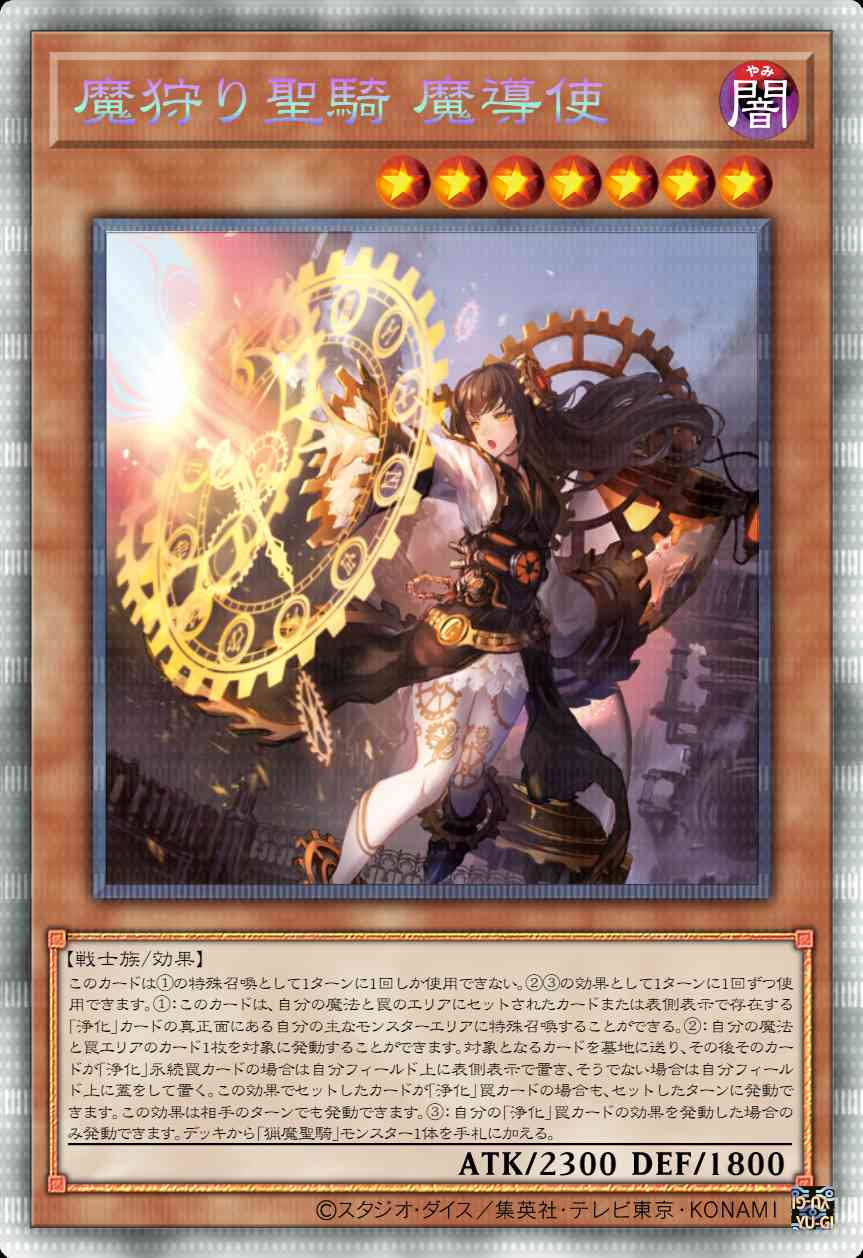 魔狩り聖騎 魔導使
やみ
闇
【戦士族/効果】
このカードは①の特殊召喚として1ターンに1回しか使用できない。②③の効果として1ターンに1回ずつ使
用できます。①：このカードは、自分の魔法と罠のエリアにセットされたカードまたは表側表示で存在する
「浄化」カードの真正面にある自分の主なモンスターエリアに特殊召喚することができる。②：自分の魔法
と罠エリアのカード1枚を対象に発動することができます。対象となるカードを墓地に送り、その後そのカー
ドが「浄化」永続罠カードの場合は自分フィールド上に表側表示で置き、そうでない場合は自分フィー
ルド上に蓋をして置く。この効果でセットしたカードが「浄化」罠カードの場合も、セットしたターンに発動で
きます。この効果は相手のターンでも発動できます。③：自分の「浄化」罠カードの効果を発動した場合の
み発動できます。デッキから「猟魔聖騎」モンスター1体を手札に加える。
ATK/2300 DEF/1800
©スタジオ・ダイス／集英社・テレビ東京・KONAMI